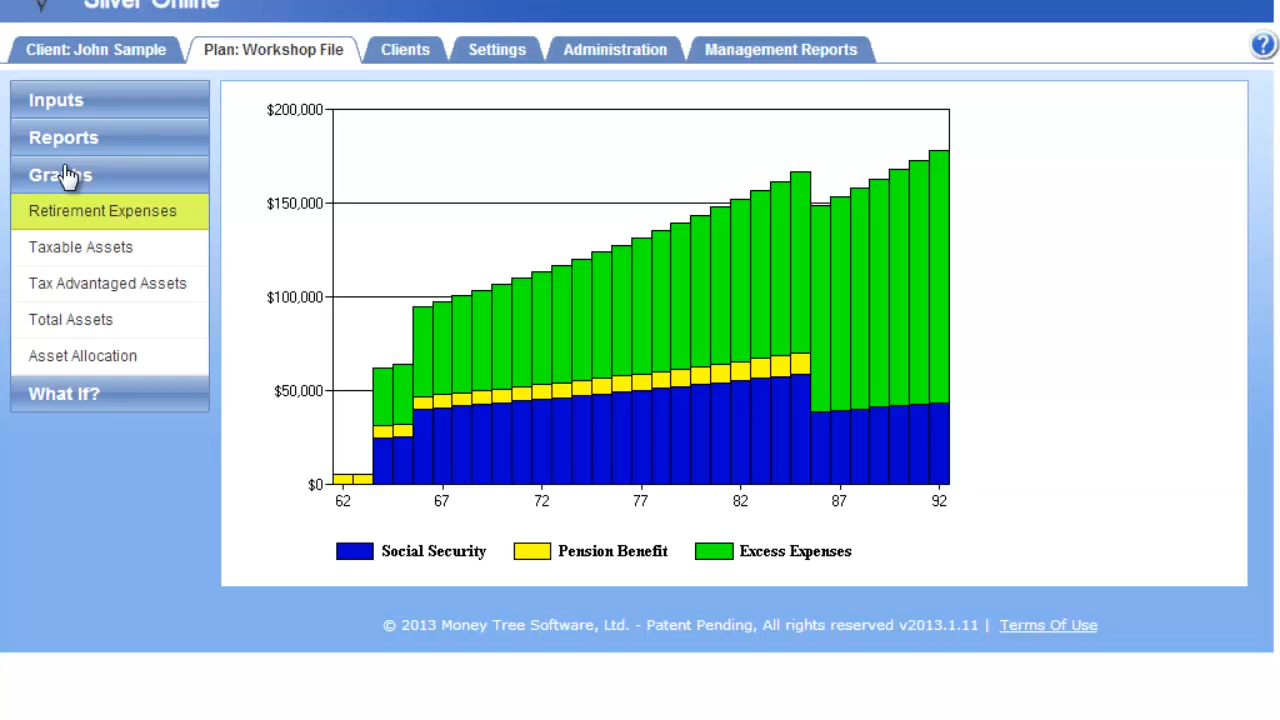 Silver Online
Client: John Sample
Plan: Workshop File
Clients
Settings
Administration
Management Reports
?
Inputs
Reports
Graphs
Retirement Expenses
Taxable Assets
Tax Advantaged Assets
Total Assets
Asset Allocation
What If?
$200,000
$150,000
$100,000
$50,000
$0
62 67 72 77 82 87 92
Social Security Pension Benefit Excess Expenses
© 2013 Money Tree Software, Ltd. - Patent Pending, All rights reserved v2013.1.11 | Terms Of Use